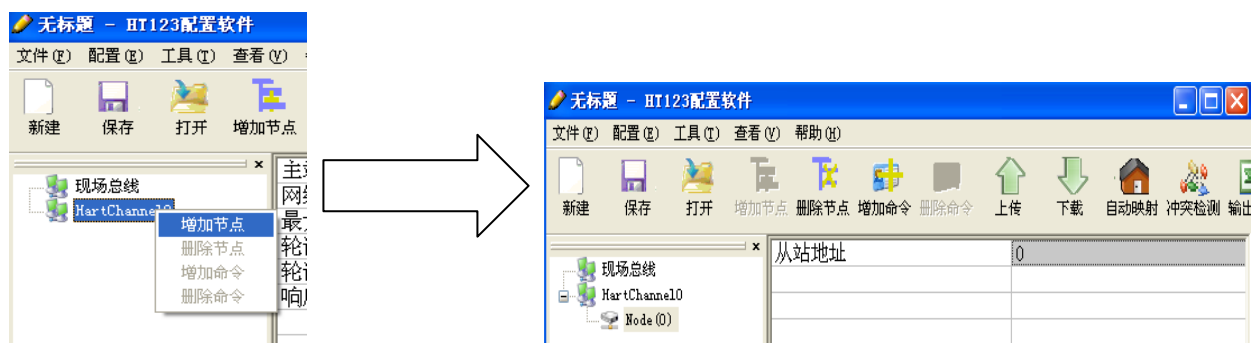 无标题 - HT123配置软件
文件(F) 配置(E) 工具(T) 查看(V)
新建 保存 打开 增加节点
现场总线
HartChannel0
增加节点
删除节点
增加命令
删除命令
无标题 - HT123配置软件
文件(F) 配置(E) 工具(T) 查看(V) 帮助(H)
新建 保存 打开 增加节点 删除节点 增加命令 删除命令 上传 下载 自动映射 冲突检测 输出
现场总线
HartChannel0
Node(0)
从站地址 0